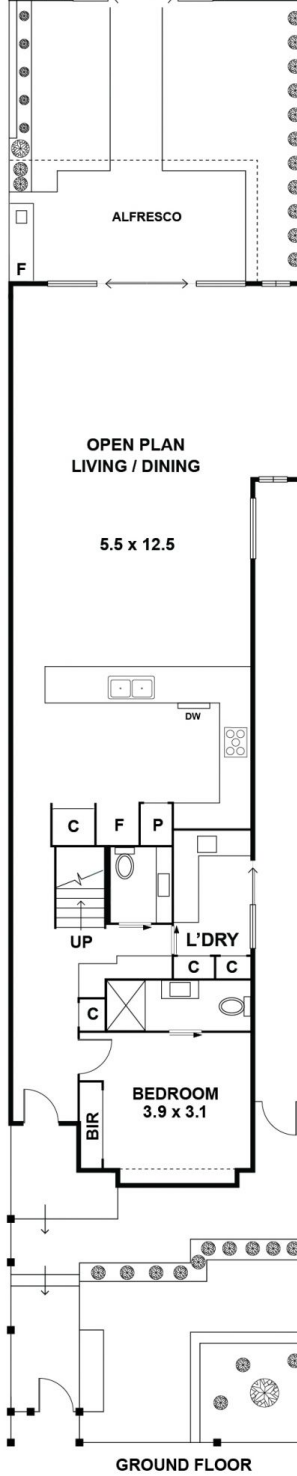 ALFRESCO
F
OPEN PLAN
LIVING / DINING
5.5 x 12.5
DW
C F P
UP
L'DRY
C C
C
BEDROOM
3.9 x 3.1
BIR
GROUND FLOOR